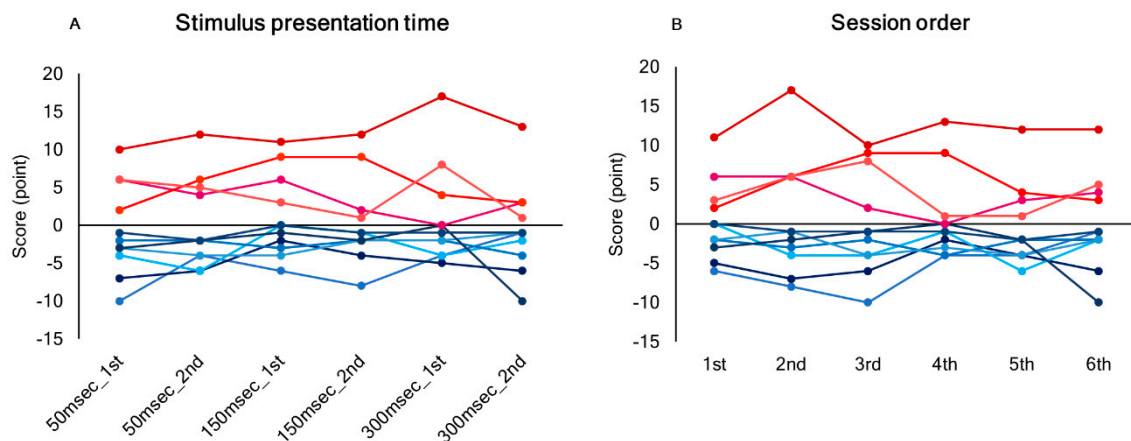 A
Stimulus presentation time
Score (point)
20
15
10
5
0
-5
-10
-15
50msec_1st
50msec_2nd
150msec_1st
150msec_2nd
300msec_1st
300msec_2nd
B
Session order
Score (point)
20
15
10
5
0
-5
-10
-15
1st
2nd
3rd
4th
5th
6th